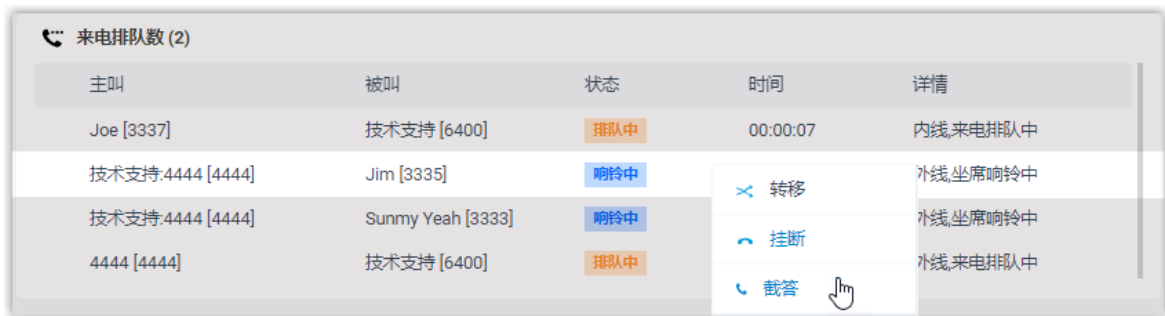 来电排队数 (2)
主叫 被叫 状态 时间 详情
Joe [3337] 技术支持 [6400] 排队中 00:00:07 内线,来电排队中
技术支持:4444 [4444] Jim [3335] 响铃中 外线,坐席响铃中
转移
技术支持:4444 [4444] Sunmy Yeah [3333] 响铃中 外线,坐席响铃中
挂断
4444 [4444] 技术支持 [6400] 排队中 外线,来电排队中
截答